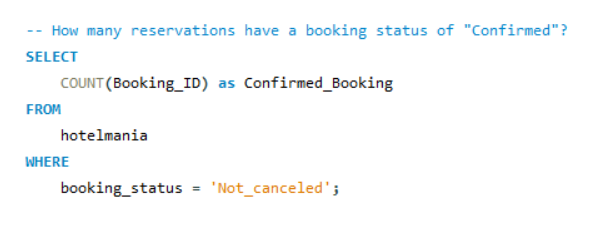 -- How many reservations have a booking status of "Confirmed"?
SELECT
COUNT(Booking_ID) as Confirmed_Booking
FROM
hotelmania
WHERE
booking_status = 'Not_canceled';